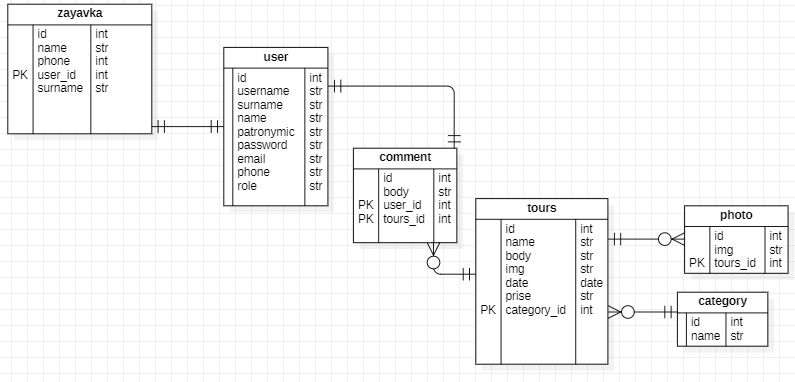 zayavka
id int
name str
phone int
PK user_id int
surname str
user
id int
username str
surname str
name str
patronymic str
password str
email str
phone str
role str
comment
id int
body str
PK user_id int
PK tours_id int
tours
id int
name str
body str
img str
date date
prise str
PK category_id int
photo
id int
img str
PK tours_id int
category
id int
name str